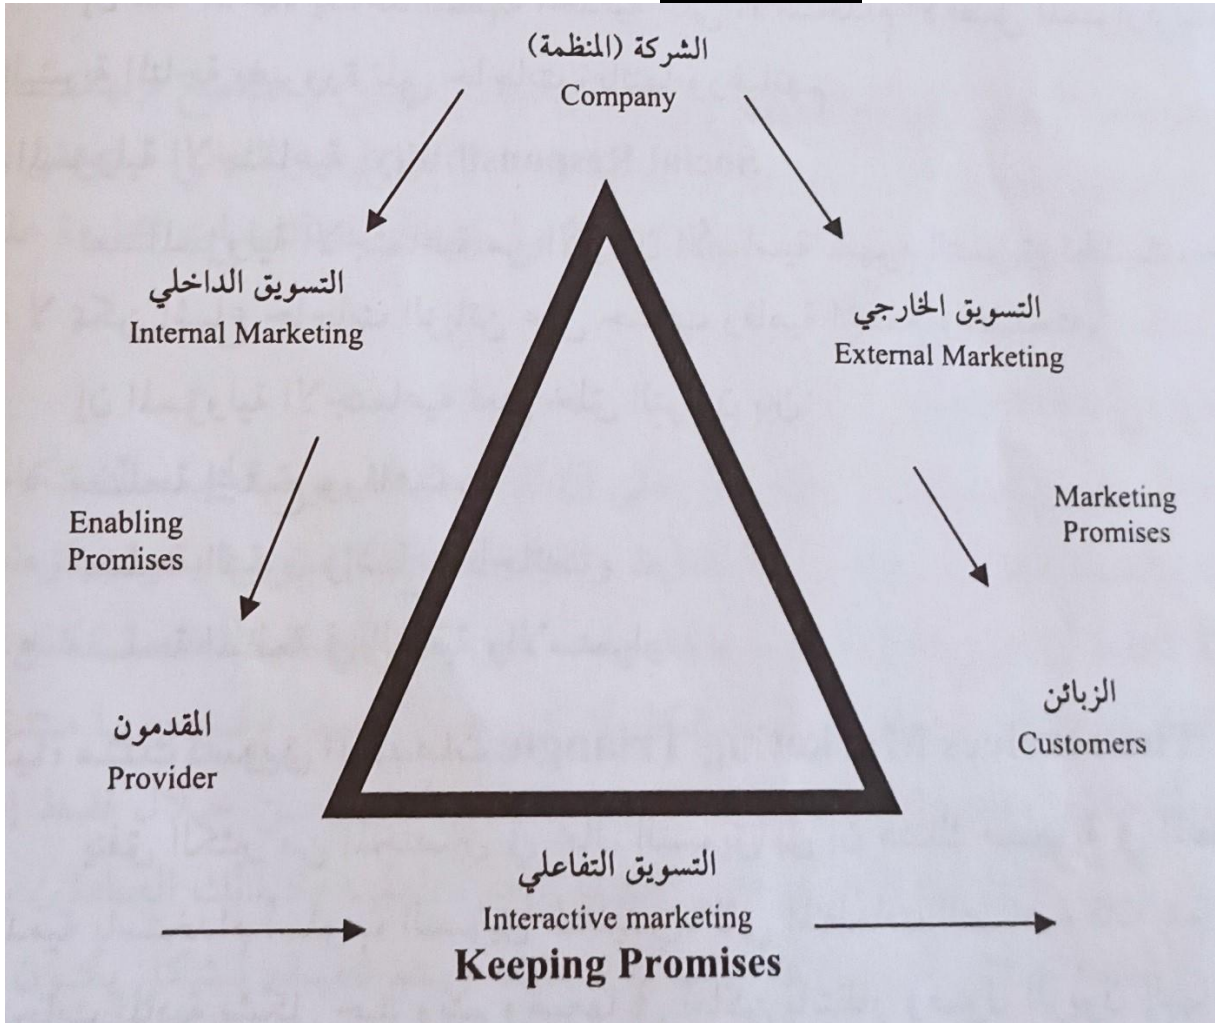 الشركة (المنظمة)
Company
التسويق الداخلي
Internal Marketing
التسويق الخارجي
External Marketing
Enabling
Promises
Marketing
Promises
المقدمون
Provider
الزبائن
Customers
التسويق التفاعلي
Interactive marketing
Keeping Promises